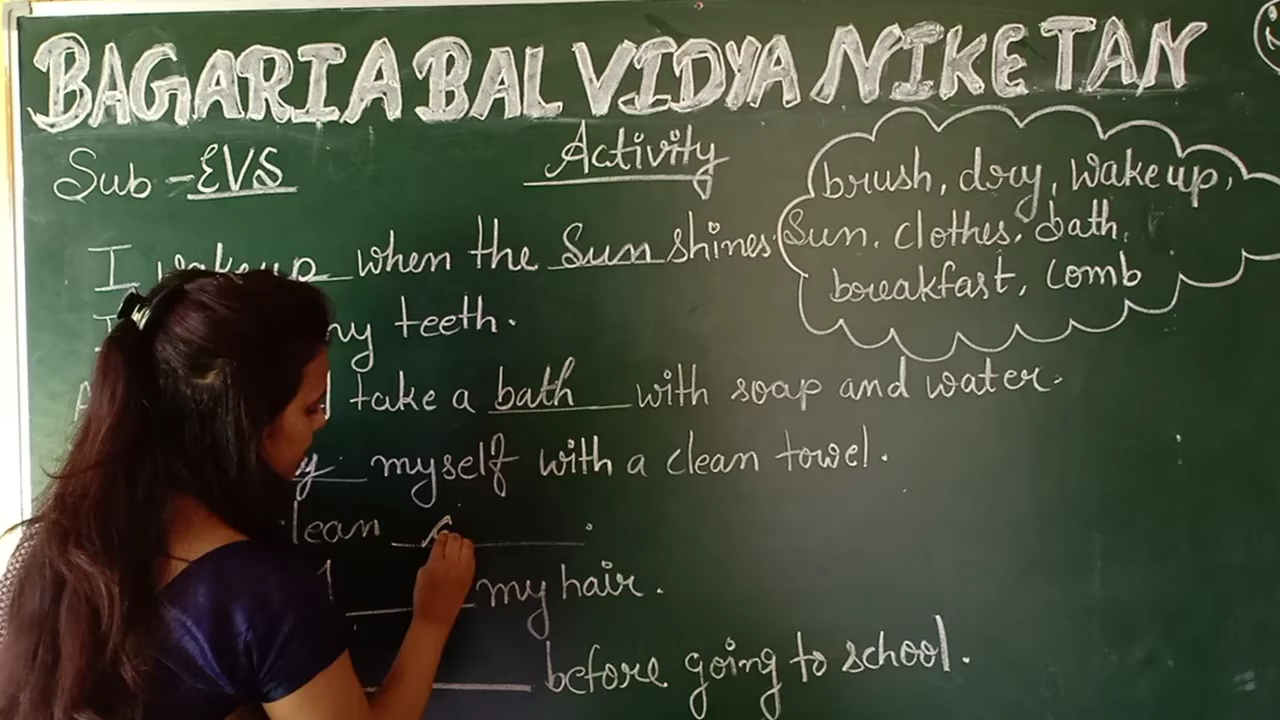 BAGARIA BAL VIDYA NIKETAN
Sub - EVS
Activity
brush, dry, Wake up,
Sun, clothes, bath,
breakfast, comb
I wake up when the Sun shines.
my teeth.
take a bath with soap and water.
myself with a clean towel.
my hair.
before going to school.